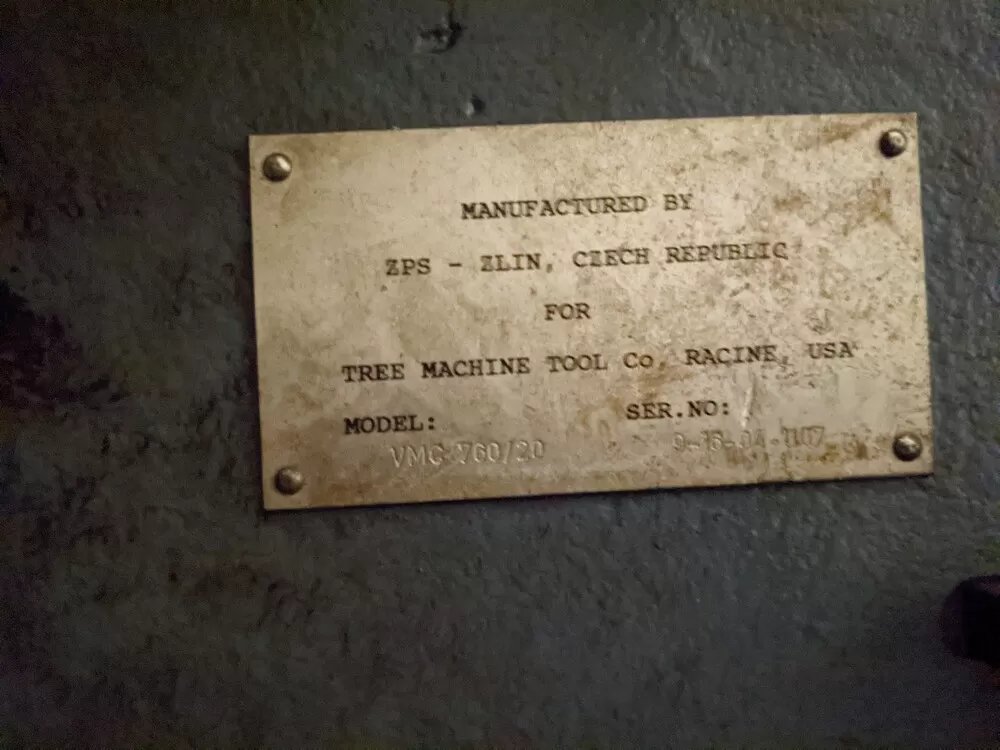 MANUFACTURED BY
ZPS - ZLIN, CZECH REPUBLIC
FOR
TREE MACHINE TOOL Co. RACINE, USA
MODEL: SER.NO:
VMC 760/20